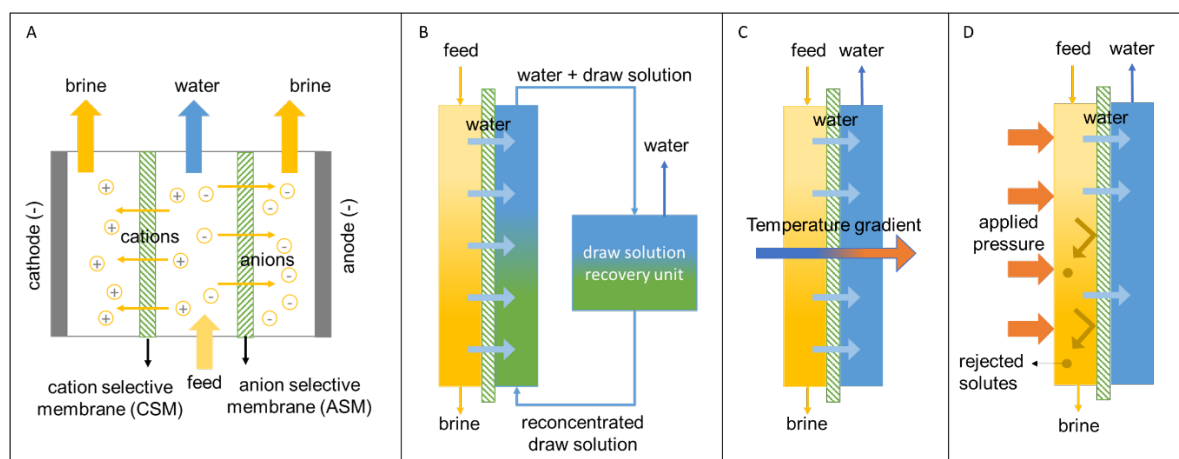 A
brine
water
brine
cathode (-)
anode (-)
+
-
+
-
+
-
-
cations
+
-
+
-
anions
+
-
+
-
+
-
+
-
-
feed
cation selective
membrane (CSM)
anion selective
membrane (ASM)
B
feed
water + draw solution
water
water
draw solution
recovery unit
brine
reconcentrated
draw solution
C
feed
water
water
Temperature gradient
brine
D
feed
water
water
applied
pressure
rejected
solutes
brine